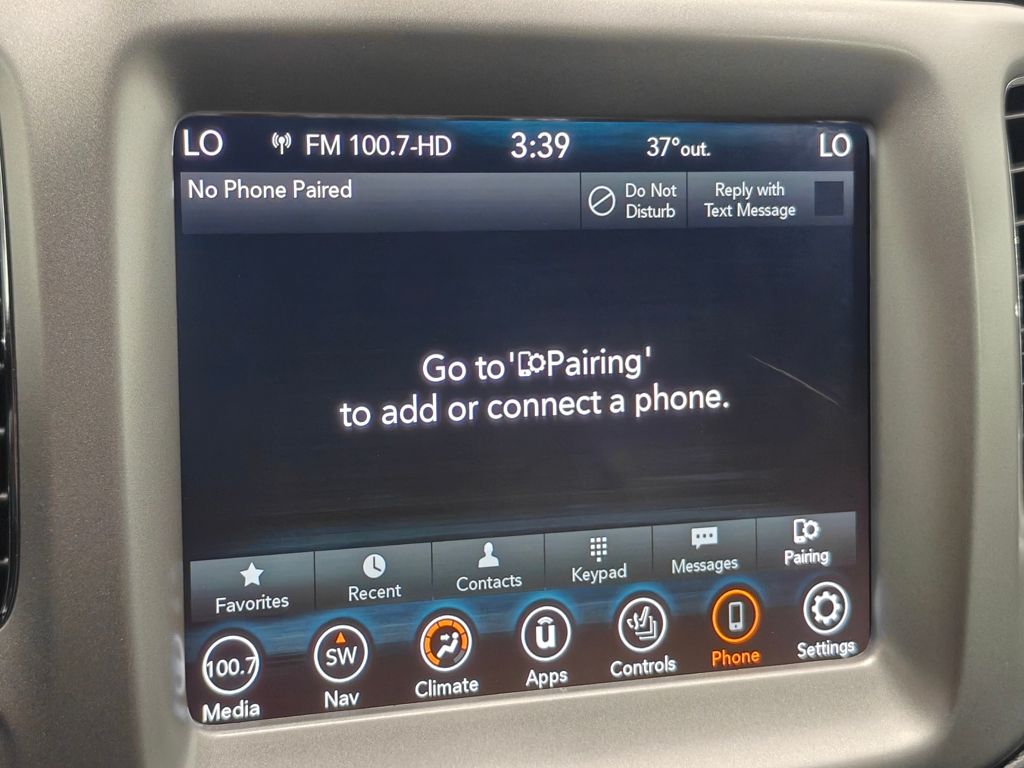 LO FM 100.7-HD 3:39 37°out. LO
No Phone Paired
Do Not
Disturb
Reply with
Text Message
Go to 'Pairing'
to add or connect a phone.
Favorites Recent Contacts Keypad Messages Pairing
100.7 SW û
Media Nav Climate Apps Controls Phone Settings